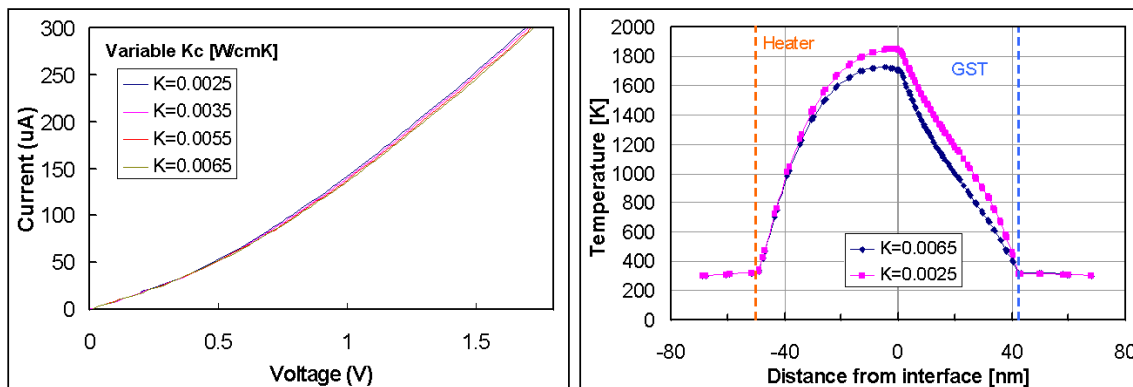 300
250
200
150
100
50
0
Current (uA)
Variable Kc [W/cmK]
K=0.0025
K=0.0035
K=0.0055
K=0.0065
0
0.5
1
1.5
Voltage (V)
2000
1800
1600
1400
1200
1000
800
600
400
200
0
Temperature [K]
Heater
GST
K=0.0065
K=0.0025
-80
-40
0
40
80
Distance from interface [nm]